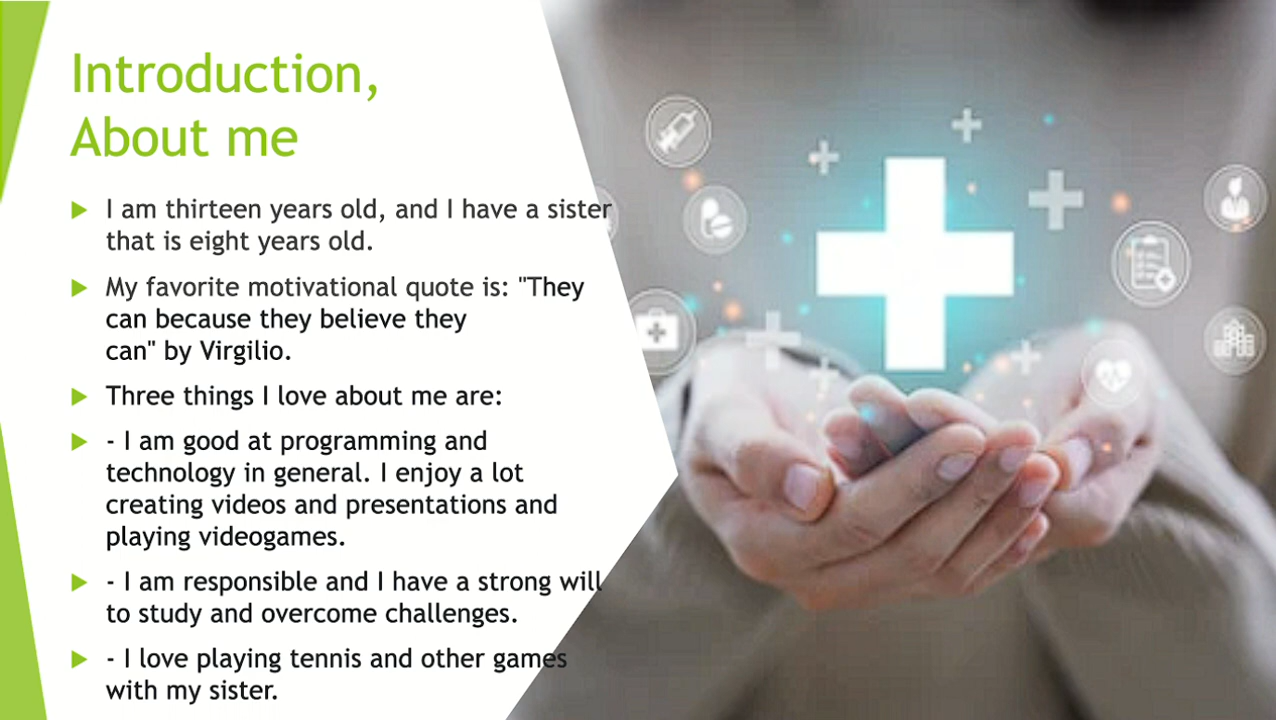 Introduction,
About me
I am thirteen years old, and I have a sister
that is eight years old.
My favorite motivational quote is: "They
can because they believe they
can" by Virgilio.
Three things I love about me are:
- I am good at programming and
technology in general. I enjoy a lot
creating videos and presentations and
playing videogames.
- I am responsible and I have a strong will
to study and overcome challenges.
- I love playing tennis and other games
with my sister.